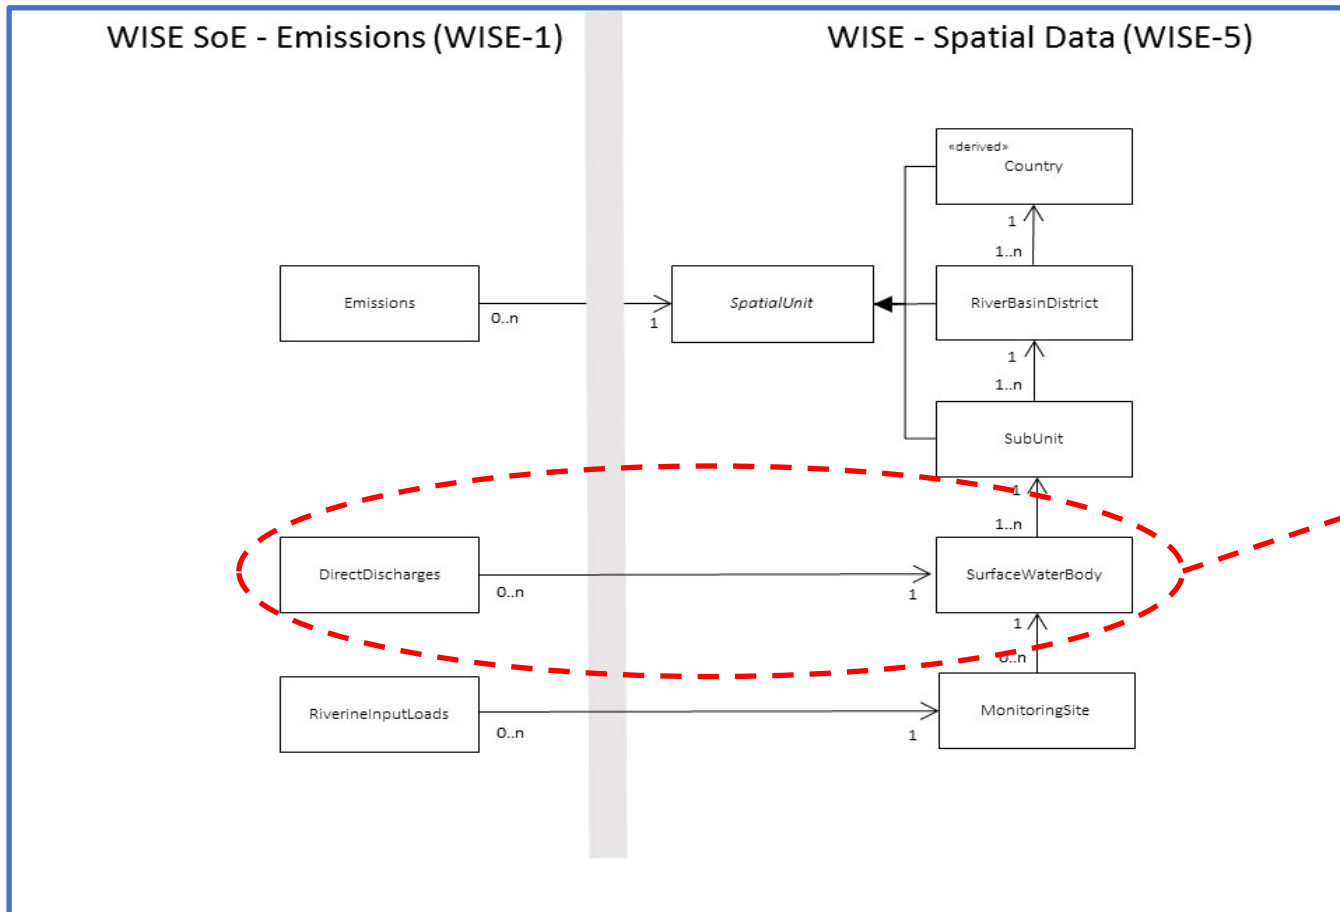 WISE SoE - Emissions (WISE-1)
WISE - Spatial Data (WISE-5)
«derived»
Country
1
1..n
Emissions
0..n
1
SpatialUnit
RiverBasinDistrict
1
1..n
SubUnit
1
1..n
DirectDischarges
0..n
1
SurfaceWaterBody
1
0..n
RiverineInputLoads
0..n
1
MonitoringSite